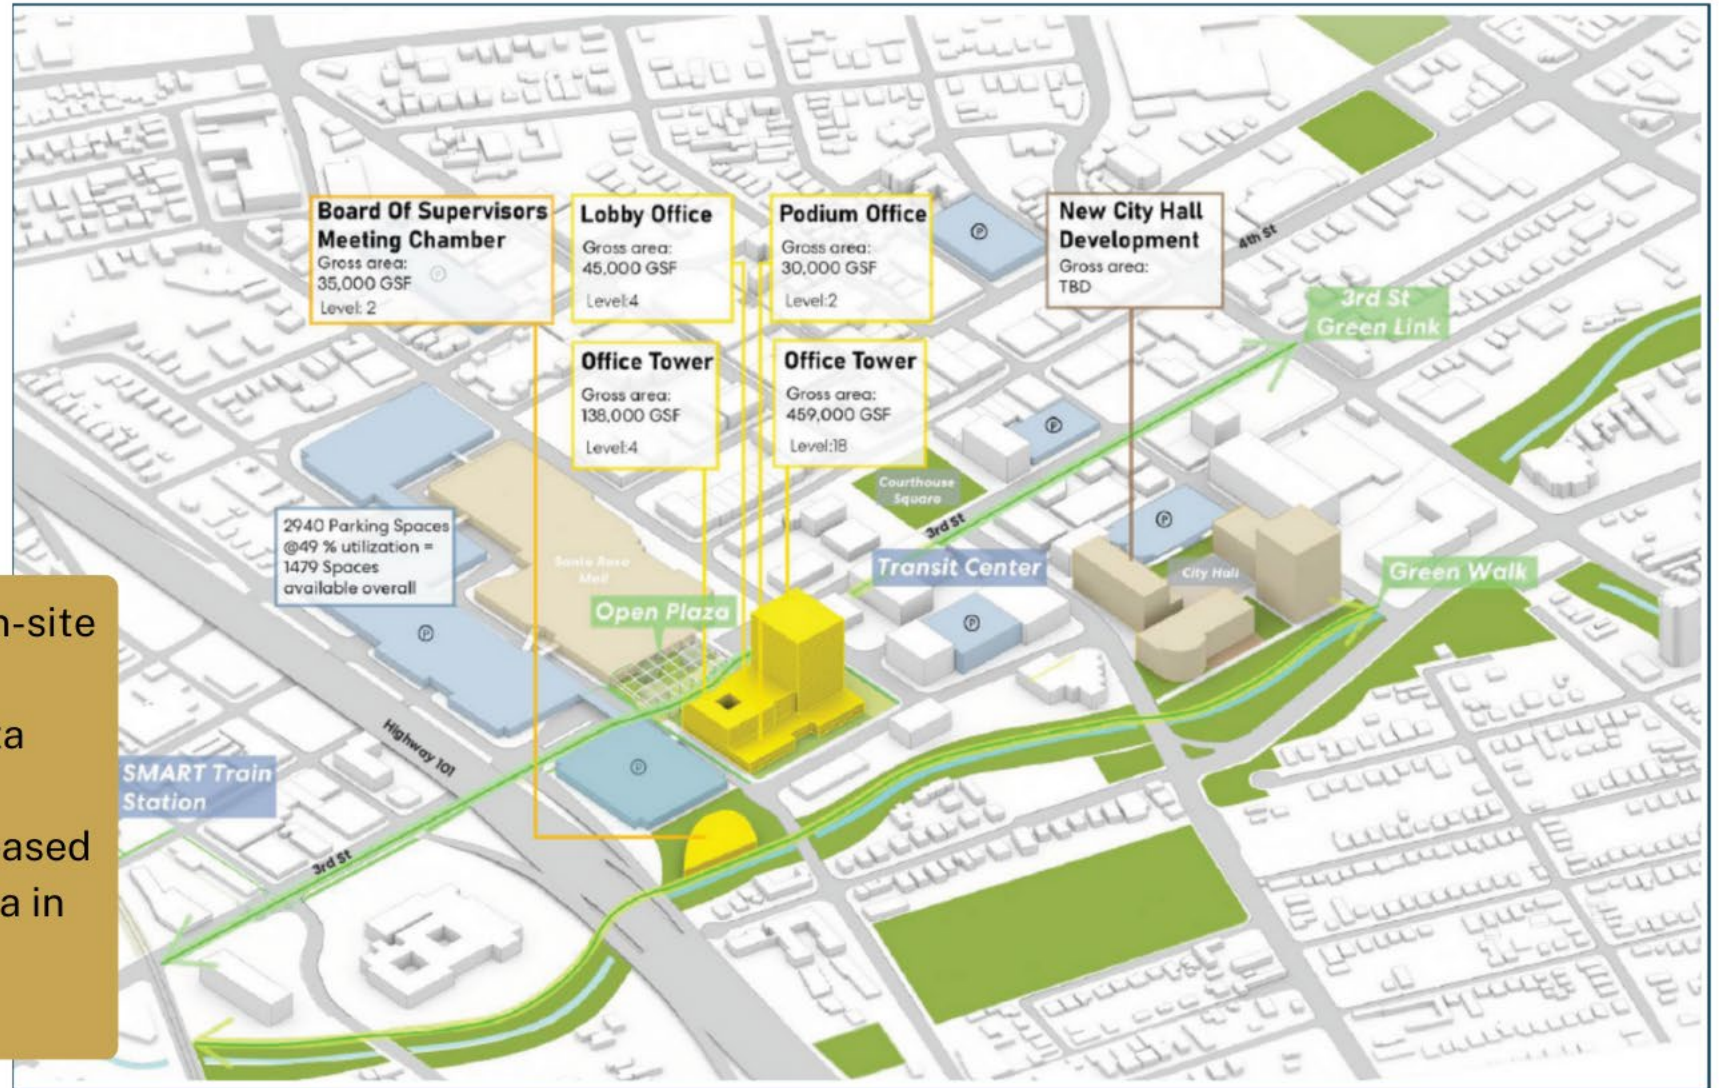 Board Of Supervisors
Meeting Chamber
Gross area:
35,000 GSF
Level: 2
Lobby Office
Gross area:
45,000 GSF
Level:4
Podium Office
Gross area:
30,000 GSF
Level:2
New City Hall
Development
Gross area:
TBD
Office Tower
Gross area:
138,000 GSF
Level:4
Office Tower
Gross area:
459,000 GSF
Level:18
P
P
4th St
3rd St
Green Link
P
Courthouse
Square
3rd St
P
2940 Parking Spaces
@49 % utilization =
1479 Spaces
available overall
Santa Rosa
Mall
Transit Center
City Hall
Green Walk
Open Plaza
P
P
n-site
ta
ased
a in
Highway 101
P
SMART Train
Station
3rd St